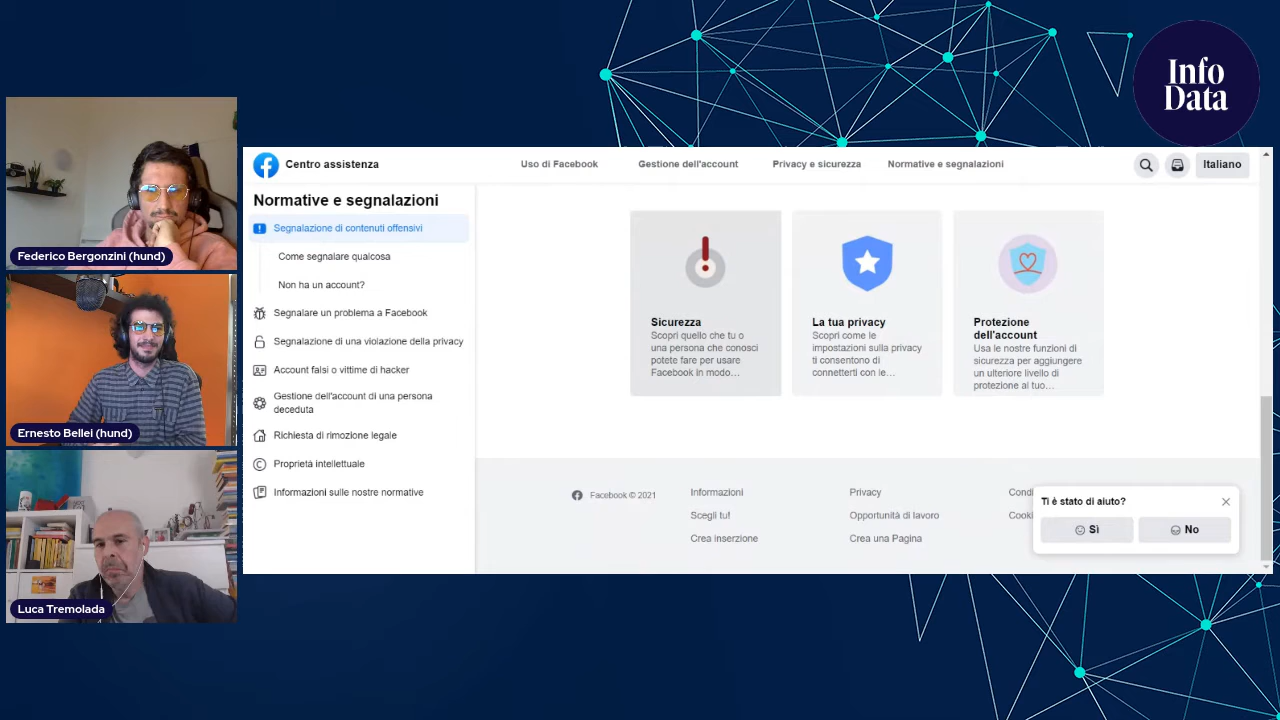 Info
Data
Federico Bergonzini (hund)
Ernesto Bellei (hund)
Luca Tremolada
Centro assistenza
Uso di Facebook
Gestione dell'account
Privacy e sicurezza
Normative e segnalazioni
Italiano
Normative e segnalazioni
Segnalazione di contenuti offensivi
Come segnalare qualcosa
Non ha un account?
Segnalare un problema a Facebook
Segnalazione di una violazione della privacy
Account falsi o vittime di hacker
Gestione dell'account di una persona
deceduta
Richiesta di rimozione legale
Proprietà intellettuale
Informazioni sulle nostre normative
Sicurezza
Scopri quello che tu o
una persona che conosci
potete fare per usare
Facebook in modo…
La tua privacy
Scopri come le
impostazioni sulla privacy
ti consentono di
connetterti con le…
Protezione
dell'account
Usa le nostre funzioni di
sicurezza per aggiungere
un ulteriore livello di
protezione al tuo…
Facebook © 2021
Informazioni
Privacy
Condi
Scegli tu!
Opportunità di lavoro
Cooki
Crea inserzione
Crea una Pagina
Ti è stato di aiuto?
Sì
No